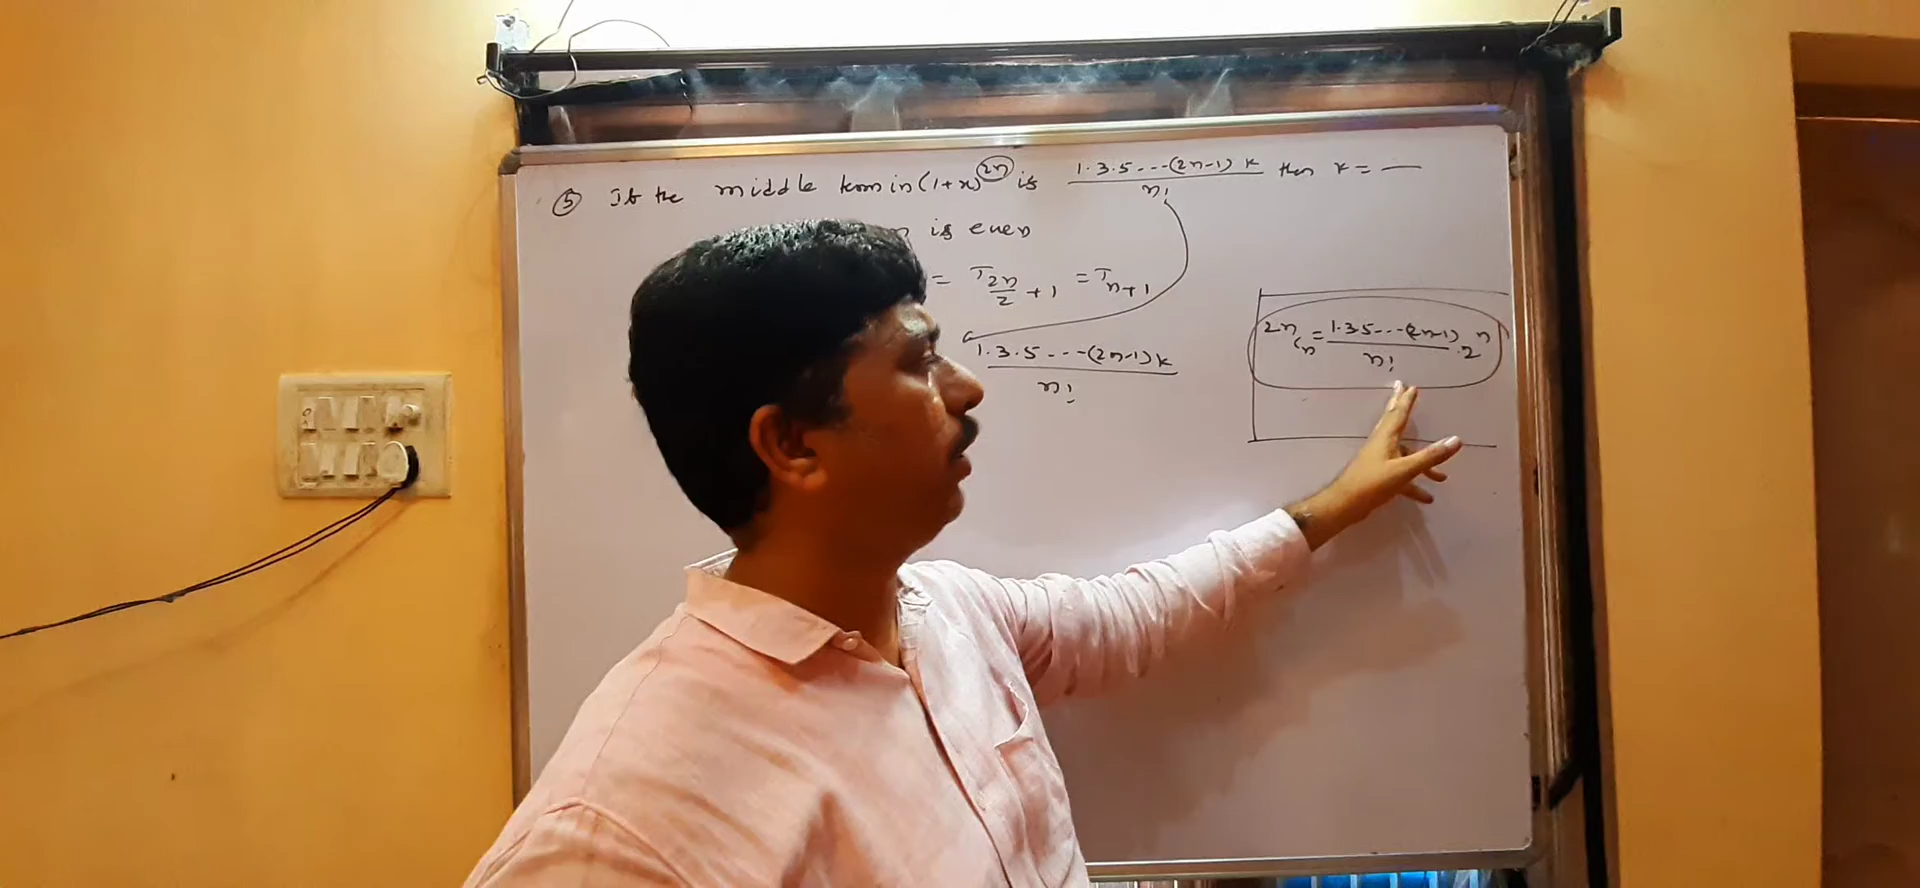 ⑤ If the middle term in (1+x)^2n is 1.3.5...(2n-1) k / n! then k = —
is even
= T 2n/2 +1 = T n+1
1.3.5...(2n-1) k / n!
2n C n = 1.3.5...(2n-1) / n! . 2^n